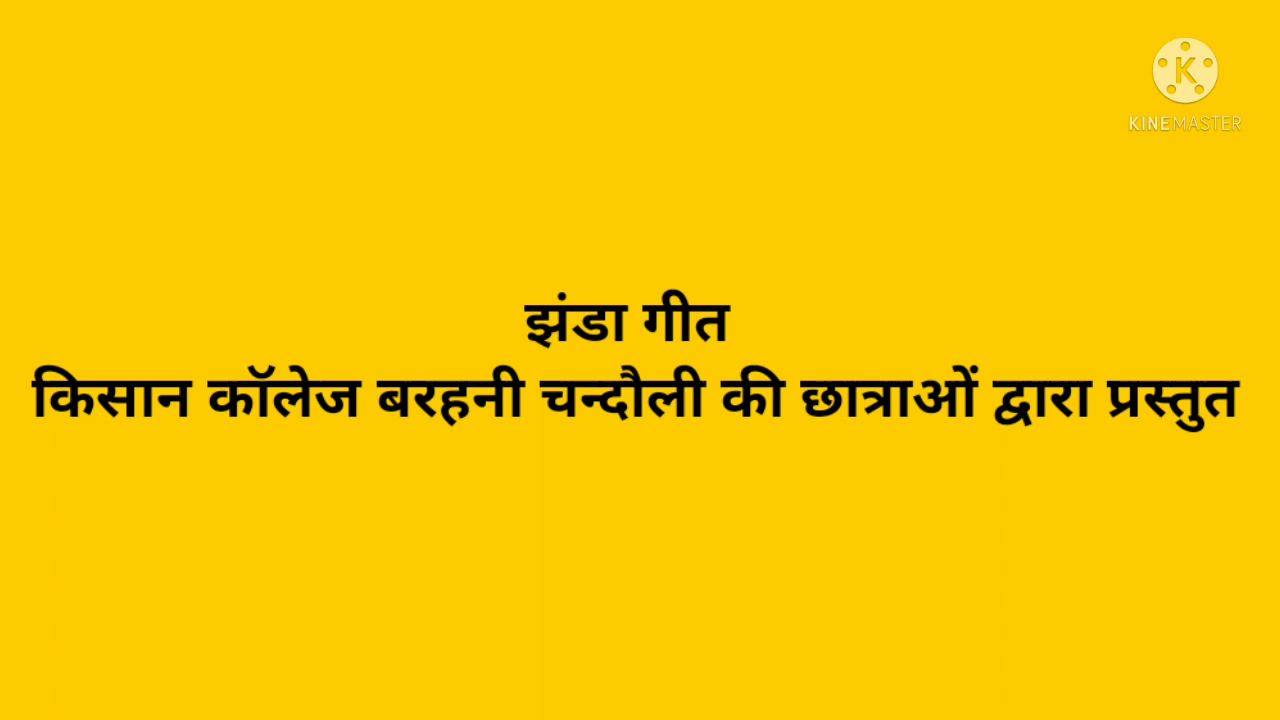 K
KINEMASTER
झंडा गीत
किसान कॉलेज बरहनी चन्दौली की छात्राओं द्वारा प्रस्तुत